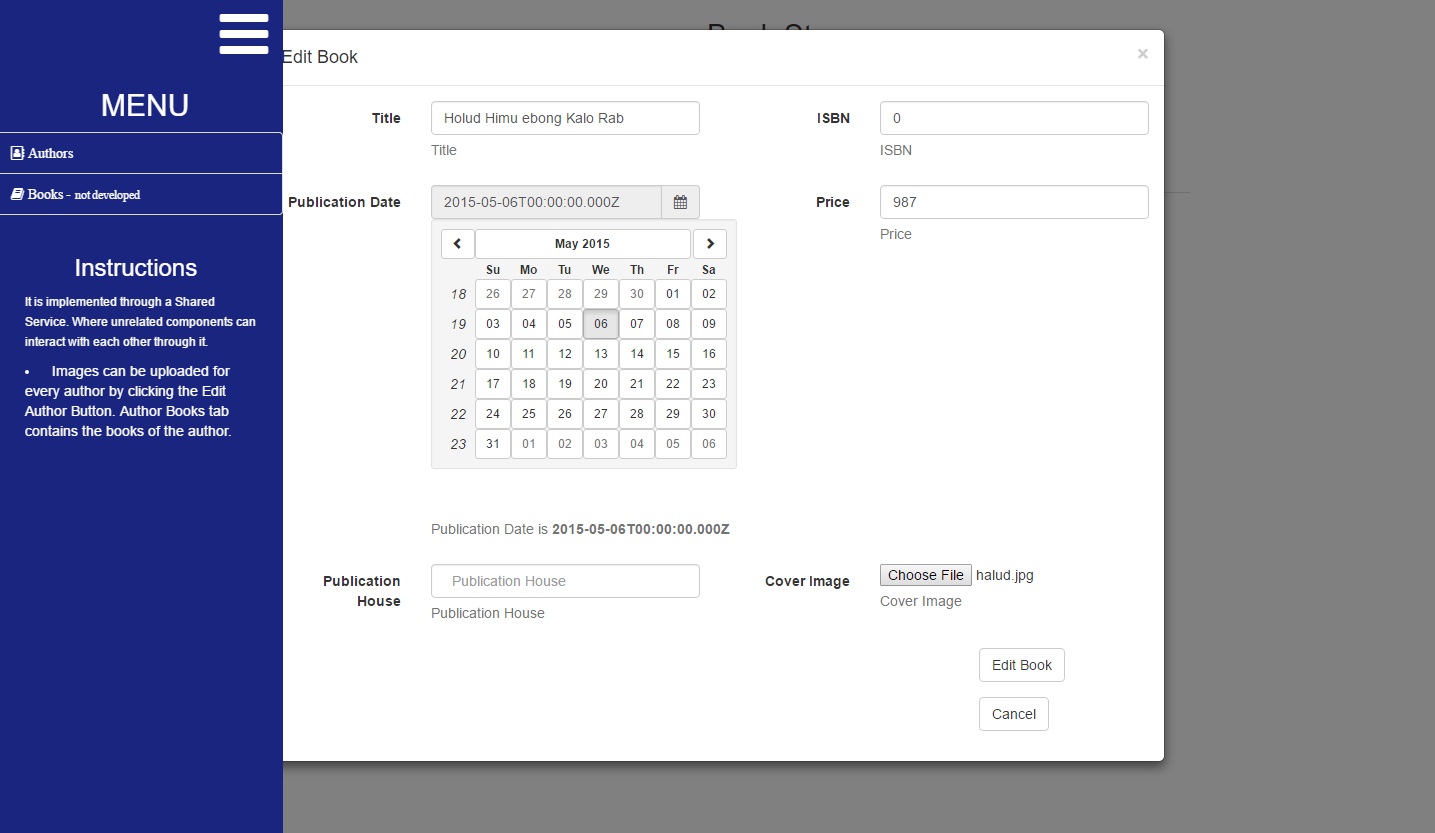 MENU
Authors
Books - not developed
Instructions
It is implemented through a Shared
Service. Where unrelated components can
interact with each other through it.
• Images can be uploaded for
every author by clicking the Edit
Author Button. Author Books tab
contains the books of the author.
Edit Book ×
Title Holud Himu ebong Kalo Rab
Title
ISBN 0
ISBN
Publication Date 2015-05-06T00:00:00.000Z
Price 987
Price
May 2015
Su Mo Tu We Th Fr Sa
18 26 27 28 29 30 01 02
19 03 04 05 06 07 08 09
20 10 11 12 13 14 15 16
21 17 18 19 20 21 22 23
22 24 25 26 27 28 29 30
23 31 01 02 03 04 05 06
Publication Date is 2015-05-06T00:00:00.000Z
Publication
House
Publication House
Publication House
Cover Image Choose File halud.jpg
Cover Image
Edit Book
Cancel